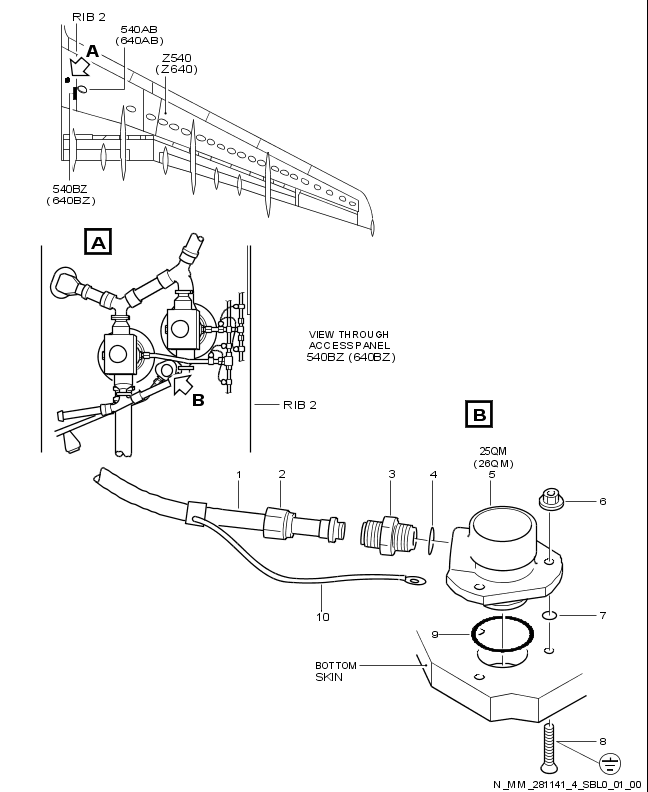 RIB 2
540AB
(640AB)
A
Z540
(Z640)
540BZ
(640BZ)
A
VIEW THROUGH
ACCESS PANEL
540BZ (640BZ)
B
RIB 2
B
25QM
(26QM)
1
2
3
4
5
6
10
7
9
BOTTOM
SKIN
8
N_MM_281141_4_SBL0_01_00